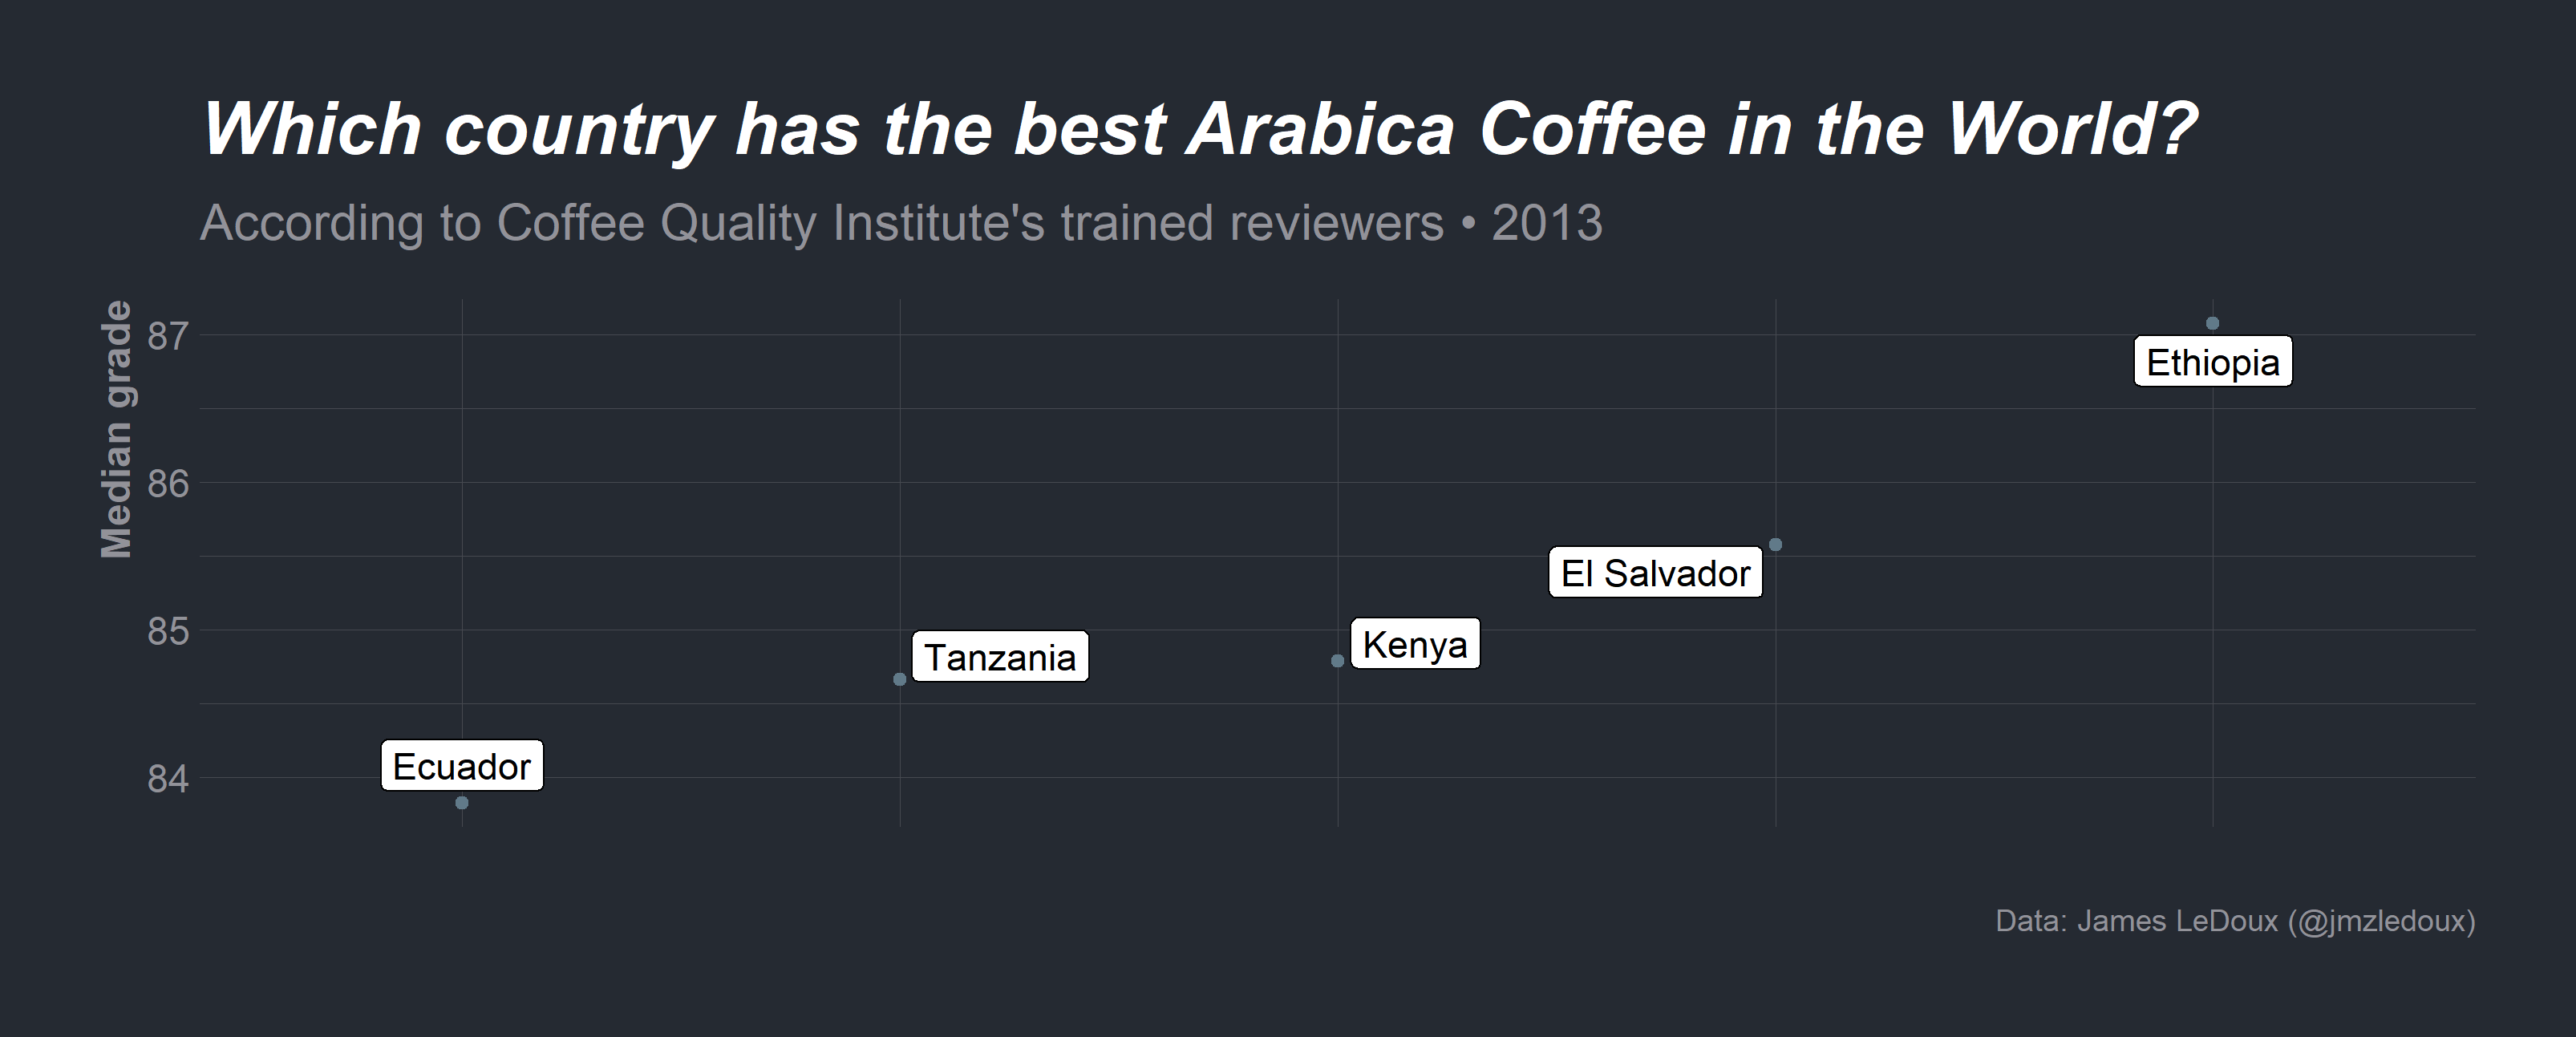 Which country has the best Arabica Coffee in the World?
According to Coffee Quality Institute's trained reviewers • 2013
Median grade
87
86
85
84
Ethiopia
El Salvador
Kenya
Tanzania
Ecuador
Data: James LeDoux (@jmzledoux)